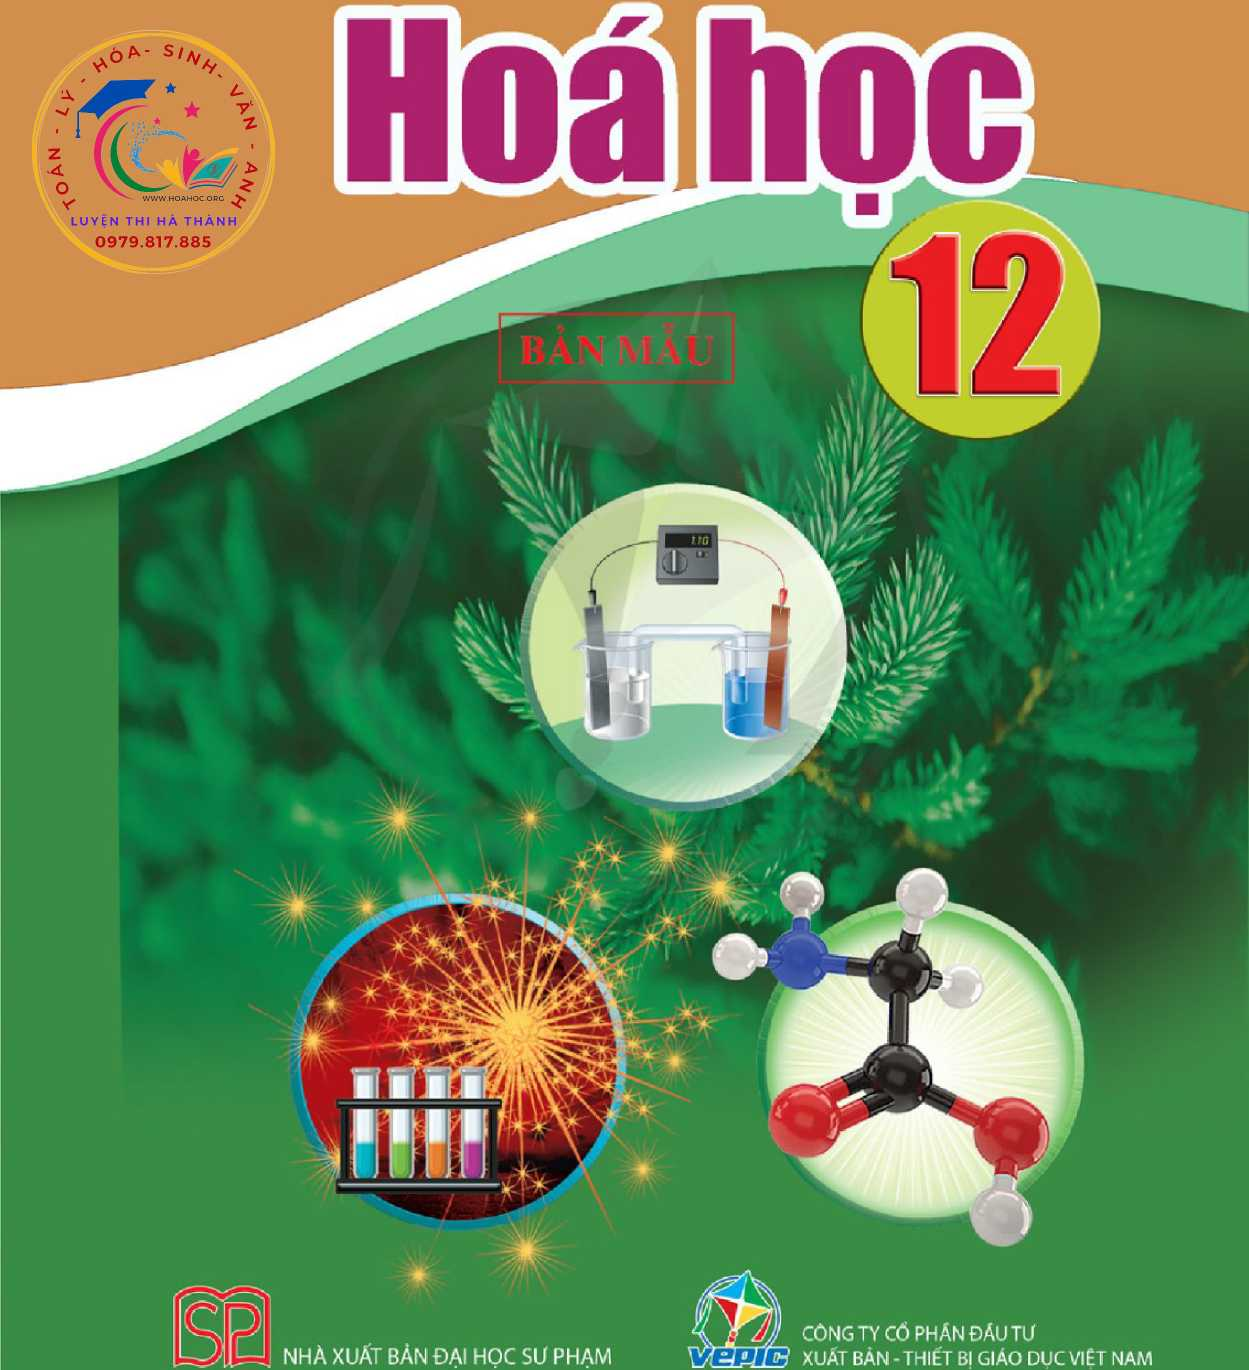 Hoá học
12
TOÁN - LÝ - HÓA - SINH - VĂN - ANH
WWW.HOAHOC.ORG
LUYỆN THI HÀ THÀNH
0979.817.885
BẢN MẪU
1.10
SP
NHÀ XUẤT BẢN ĐẠI HỌC SƯ PHẠM
VEPIC
CÔNG TY CỔ PHẦN ĐẦU TƯ
XUẤT BẢN - THIẾT BỊ GIÁO DỤC VIỆT NAM